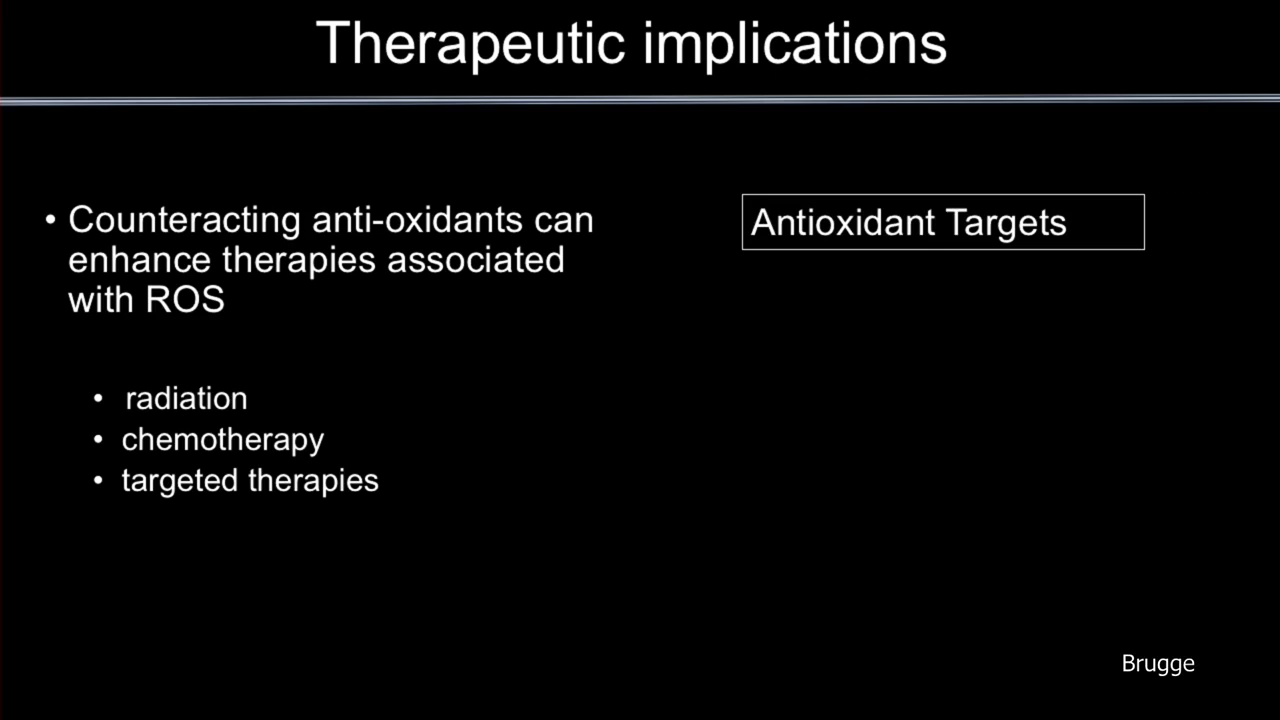 Therapeutic implications
• Counteracting anti-oxidants can
enhance therapies associated
with ROS
• radiation
• chemotherapy
• targeted therapies
Antioxidant Targets
Brugge